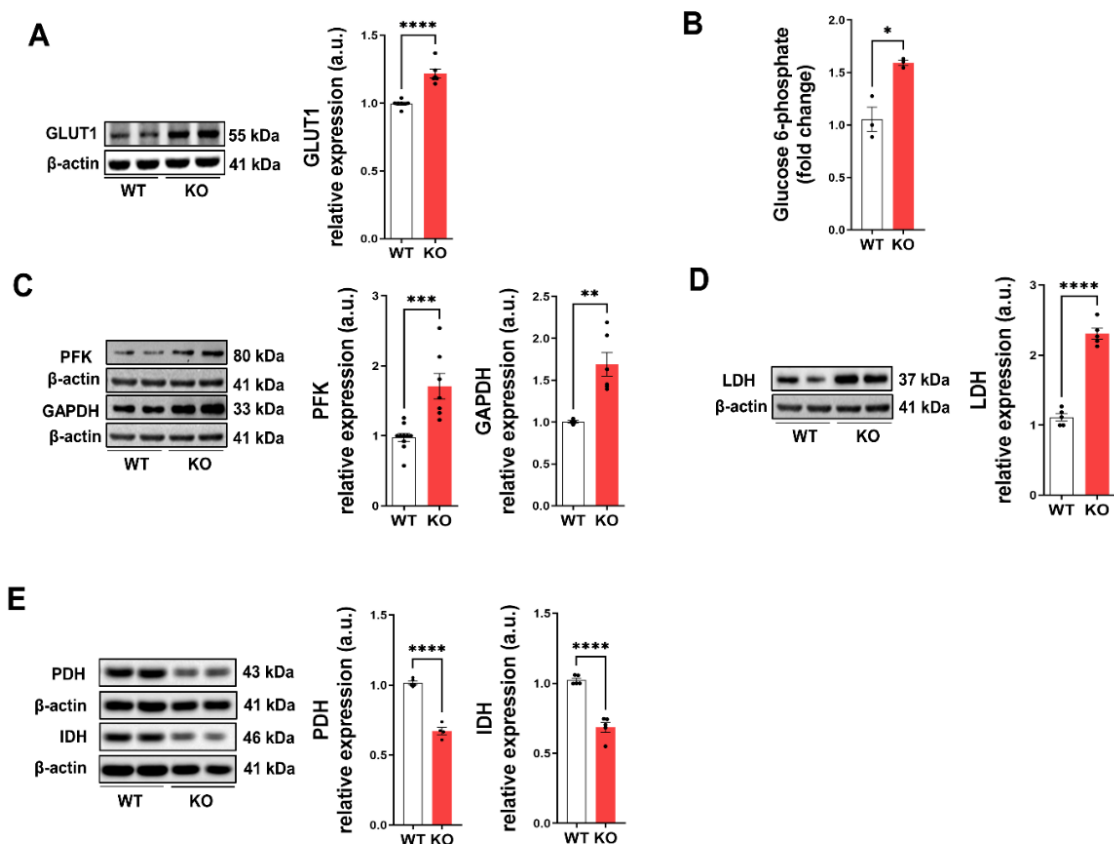 A
GLUT1
β-actin
55 kDa
41 kDa
WT
KO
GLUT1
relative expression (a.u.)
1.5
1.0
0.5
0.0
****
WT
KO
B
Glucose 6-phosphate
(fold change)
2.0
1.5
1.0
0.5
0.0
*
WT
KO
C
PFK
β-actin
GAPDH
β-actin
80 kDa
41 kDa
33 kDa
41 kDa
WT
KO
PFK
relative expression (a.u.)
3
2
1
0
***
WT
KO
GAPDH
relative expression (a.u.)
2.5
2.0
1.5
1.0
0.5
0.0
**
WT
KO
D
LDH
β-actin
37 kDa
41 kDa
WT
KO
LDH
relative expression (a.u.)
3
2
1
0
****
WT
KO
E
PDH
β-actin
IDH
β-actin
43 kDa
41 kDa
46 kDa
41 kDa
WT
KO
PDH
relative expression (a.u.)
1.5
1.0
0.5
0.0
****
WT
KO
IDH
relative expression (a.u.)
1.5
1.0
0.5
0.0
****
WT
KO